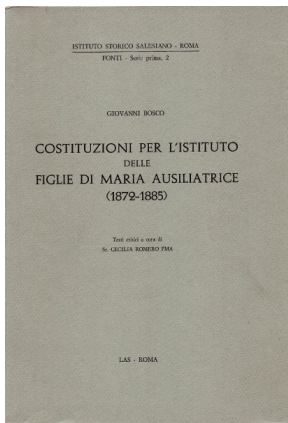 ISTITUTO STORICO SALESIANO - ROMA
FONTI - Serie prima, 2
GIOVANNI BOSCO
COSTITUZIONI PER L'ISTITUTO
DELLE
FIGLIE DI MARIA AUSILIATRICE
(1872-1885)
Testi critici a cura di
Sr. CECILIA ROMERO FMA
LAS - ROMA